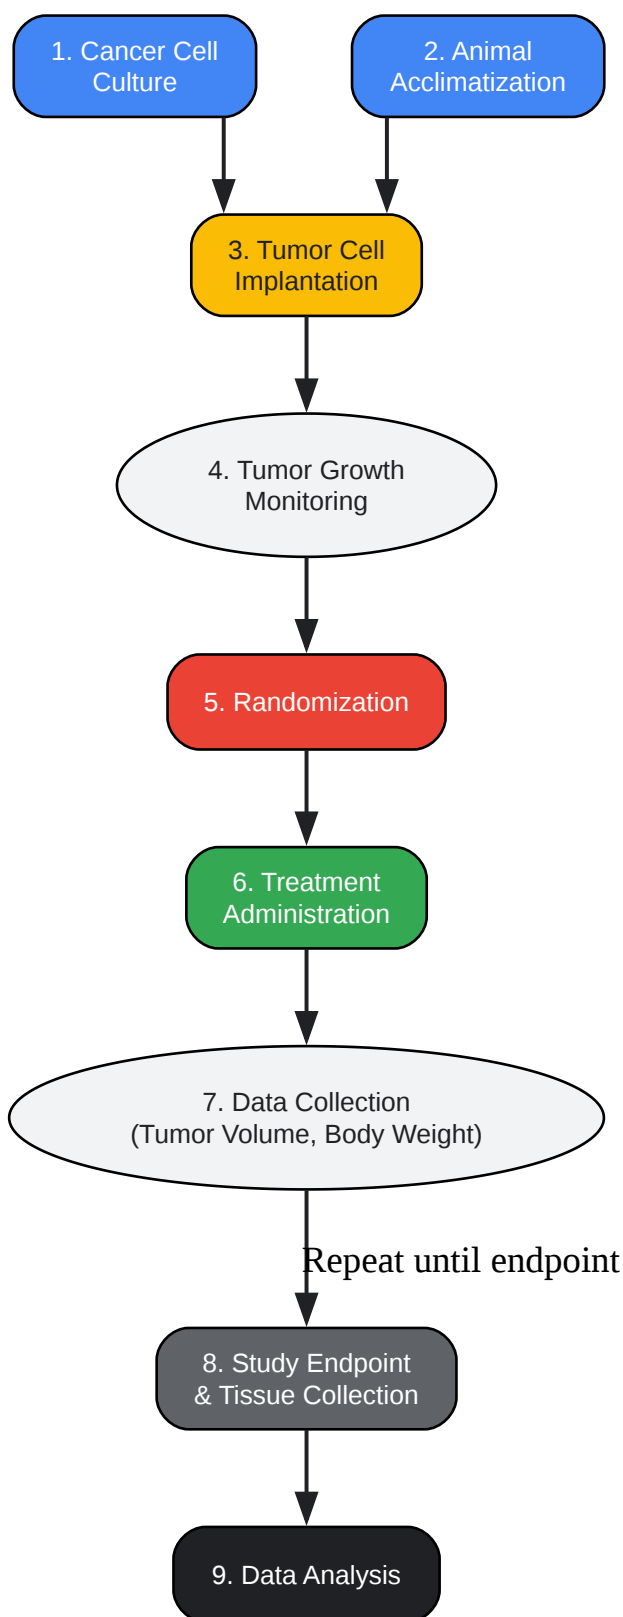 1. Cancer Cell
Culture
2. Animal
Acclimatization
3. Tumor Cell
Implantation
4. Tumor Growth
Monitoring
5. Randomization
6. Treatment
Administration
7. Data Collection
(Tumor Volume, Body Weight)
Repeat until endpoint
8. Study Endpoint
& Tissue Collection
9. Data Analysis